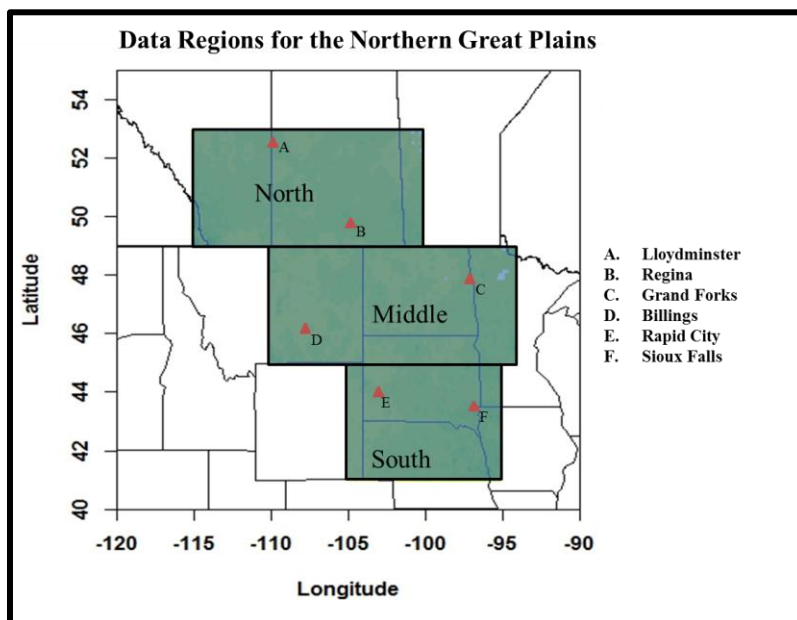 Data Regions for the Northern Great Plains
54
52
50
48
46
44
42
40
Latitude
A
North
B
C
Middle
D
E
F
South
-120 -115 -110 -105 -100 -95 -90
Longitude
A. Lloydminster
B. Regina
C. Grand Forks
D. Billings
E. Rapid City
F. Sioux Falls